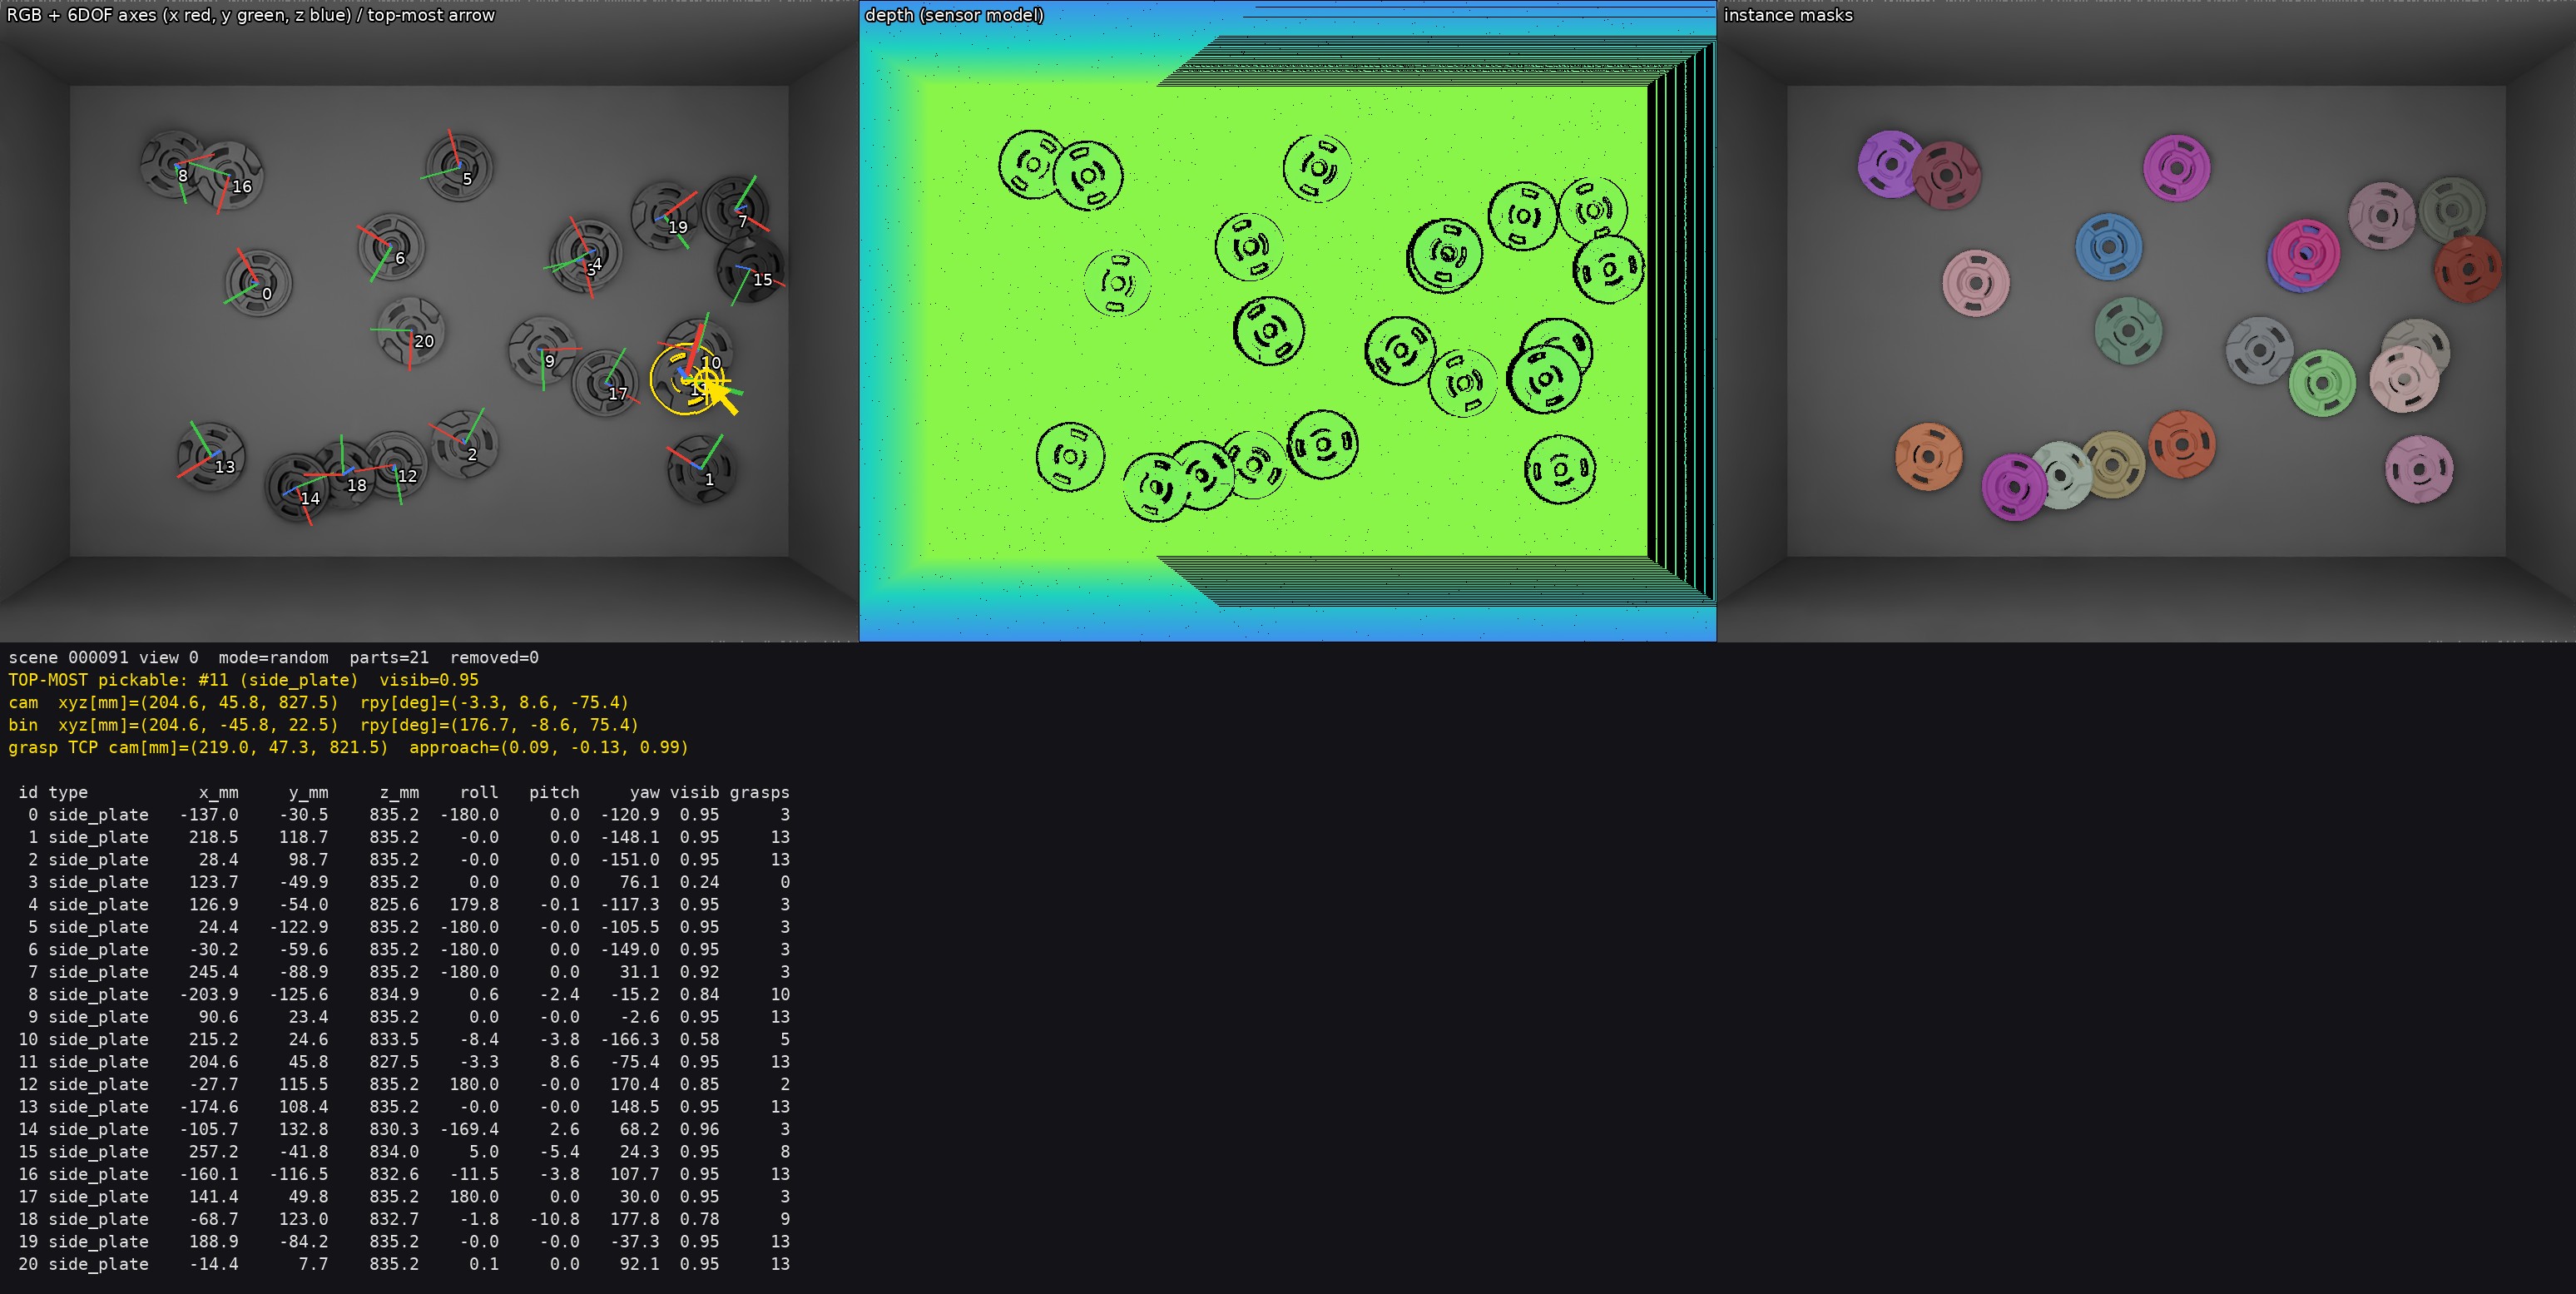 RGB + 6DOF axes (x red, y green, z blue) / top-most arrow
depth (sensor model)
instance masks
8
16
5
19
7
6
3
4
15
0
20
9
10
17
2
13
12
18
14
1
scene 000091 view 0  mode=random  parts=21  removed=0
TOP-MOST pickable: #11 (side_plate)  visib=0.95
cam  xyz[mm]=(204.6, 45.8, 827.5)  rpy[deg]=(-3.3, 8.6, -75.4)
bin  xyz[mm]=(204.6, -45.8, 22.5)  rpy[deg]=(176.7, -8.6, 75.4)
grasp TCP cam[mm]=(219.0, 47.3, 821.5)  approach=(0.09, -0.13, 0.99)
id type x_mm y_mm z_mm roll pitch yaw visib grasps
0 side_plate -137.0 -30.5 835.2 -180.0 0.0 -120.9 0.95 3
1 side_plate 218.5 118.7 835.2 -0.0 0.0 -148.1 0.95 13
2 side_plate 28.4 98.7 835.2 -0.0 0.0 -151.0 0.95 13
3 side_plate 123.7 -49.9 835.2 0.0 0.0 76.1 0.24 0
4 side_plate 126.9 -54.0 825.6 179.8 -0.1 -117.3 0.95 3
5 side_plate 24.4 -122.9 835.2 -180.0 -0.0 -105.5 0.95 3
6 side_plate -30.2 -59.6 835.2 -180.0 0.0 -149.0 0.95 3
7 side_plate 245.4 -88.9 835.2 -180.0 0.0 31.1 0.92 3
8 side_plate -203.9 -125.6 834.9 0.6 -2.4 -15.2 0.84 10
9 side_plate 90.6 23.4 835.2 0.0 -0.0 -2.6 0.95 13
10 side_plate 215.2 24.6 833.5 -8.4 -3.8 -166.3 0.58 5
11 side_plate 204.6 45.8 827.5 -3.3 8.6 -75.4 0.95 13
12 side_plate -27.7 115.5 835.2 180.0 -0.0 170.4 0.85 2
13 side_plate -174.6 108.4 835.2 -0.0 -0.0 148.5 0.95 13
14 side_plate -105.7 132.8 830.3 -169.4 2.6 68.2 0.96 3
15 side_plate 257.2 -41.8 834.0 5.0 -5.4 24.3 0.95 8
16 side_plate -160.1 -116.5 832.6 -11.5 -3.8 107.7 0.95 13
17 side_plate 141.4 49.8 835.2 180.0 0.0 30.0 0.95 3
18 side_plate -68.7 123.0 832.7 -1.8 -10.8 177.8 0.78 9
19 side_plate 188.9 -84.2 835.2 -0.0 -0.0 -37.3 0.95 13
20 side_plate -14.4 7.7 835.2 0.1 0.0 92.1 0.95 13